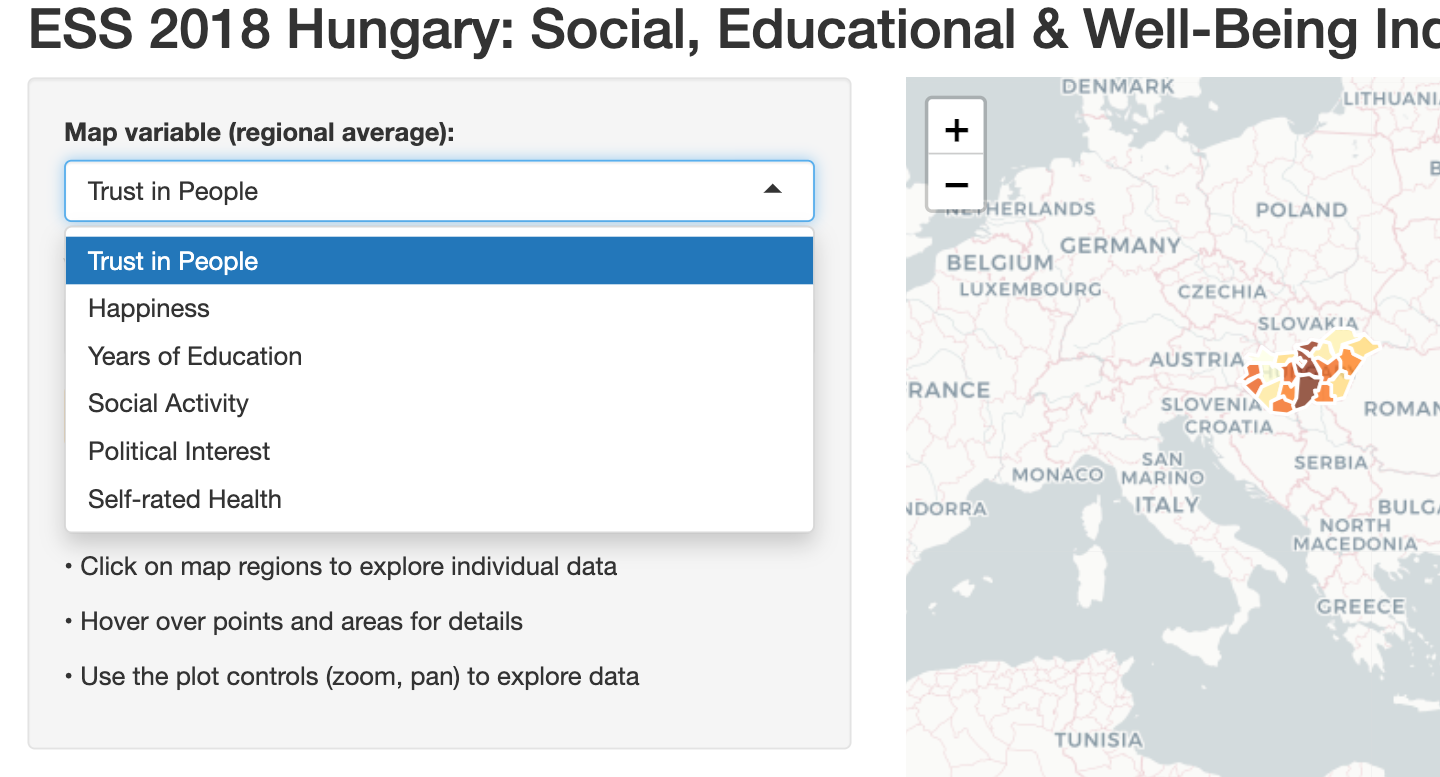 ESS 2018 Hungary: Social, Educational & Well-Being Inc
Map variable (regional average):
Trust in People
Trust in People
Happiness
Years of Education
Social Activity
Political Interest
Self-rated Health
• Click on map regions to explore individual data
• Hover over points and areas for details
• Use the plot controls (zoom, pan) to explore data
+
−
DENMARK
LITHUANI
NETHERLANDS
POLAND
GERMANY
BELGIUM
LUXEMBOURG
CZECHIA
SLOVAKIA
AUSTRIA
RANCE
SLOVENIA
ROMAN
CROATIA
SAN
MARINO
MONACO
SERBIA
ITALY
NDORRA
BULGA
NORTH
MACEDONIA
GREECE
TUNISIA